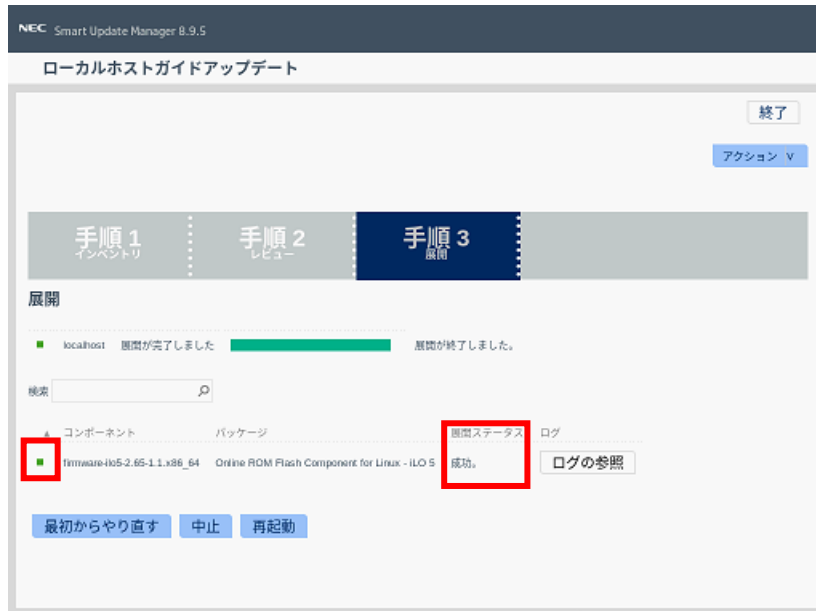 NEC Smart Update Manager 8.9.5
ローカルホストガイドアップデート
終了
アクション ∨
手順 1
インベントリ
手順 2
レビュー
手順 3
展開
展開
localhost 展開が完了しました 展開が終了しました。
検索
コンポーネント パッケージ 展開ステータス ログ
firmware-ilo5-2.65-1.1.x86_64 Online ROM Flash Component for Linux - iLO 5 成功。 ログの参照
最初からやり直す 中止 再起動